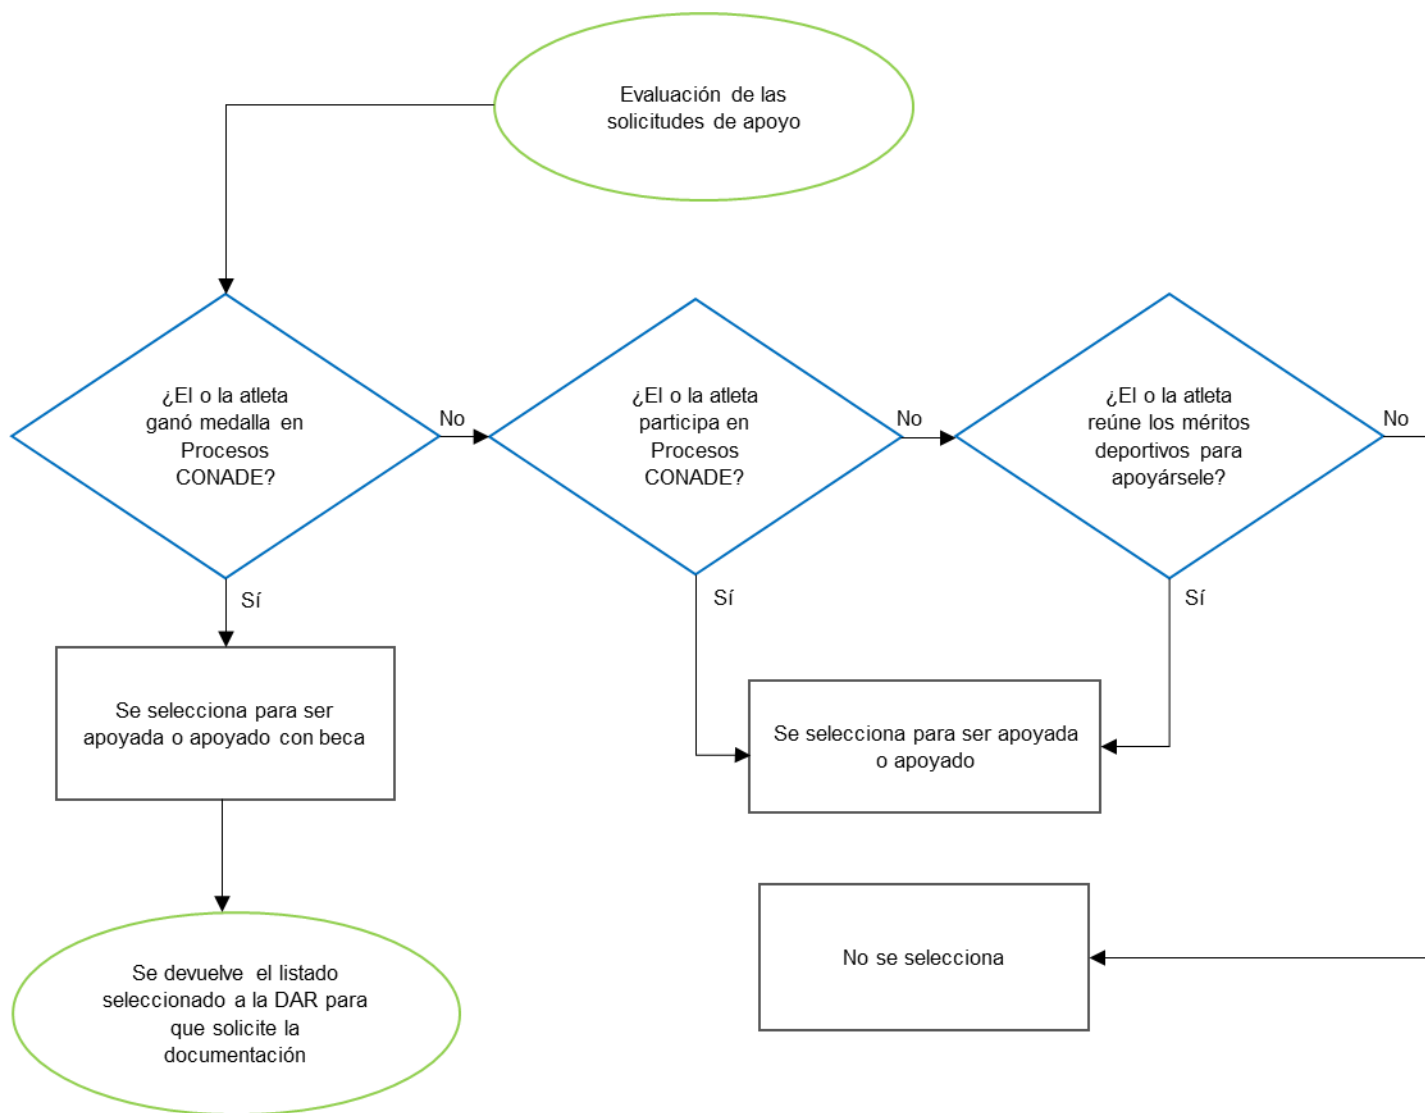 Evaluación de las
solicitudes de apoyo
¿El o la atleta
ganó medalla en
Procesos
CONADE?
No
¿El o la atleta
participa en
Procesos
CONADE?
No
¿El o la atleta
reúne los méritos
deportivos para
apoyársele?
No
Sí
Sí
Sí
Se selecciona para ser
apoyada o apoyado con beca
Se selecciona para ser apoyada
o apoyado
No se selecciona
Se devuelve el listado
seleccionado a la DAR para
que solicite la
documentación